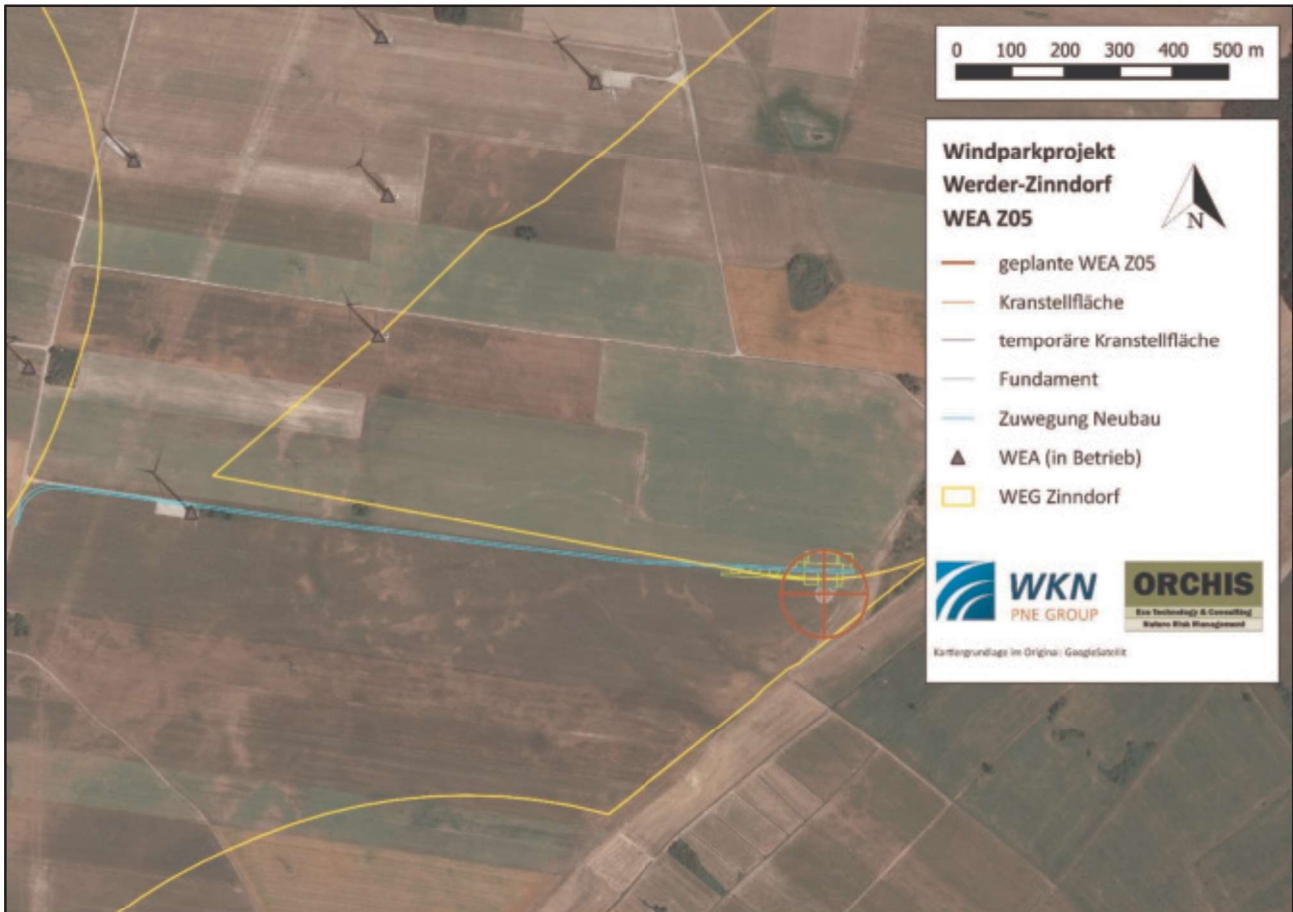 0 100 200 300 400 500 m
Windparkprojekt
Werder-Zinndorf
WEA Z05
N
geplante WEA Z05
Kranstellfläche
temporäre Kranstellfläche
Fundament
Zuwegung Neubau
WEA (in Betrieb)
WEG Zinndorf
WKN
PNE GROUP
ORCHIS
Eco Technology & Consulting
Nature Risk Management
Kartengrundlage im Original: GoogleSatellit